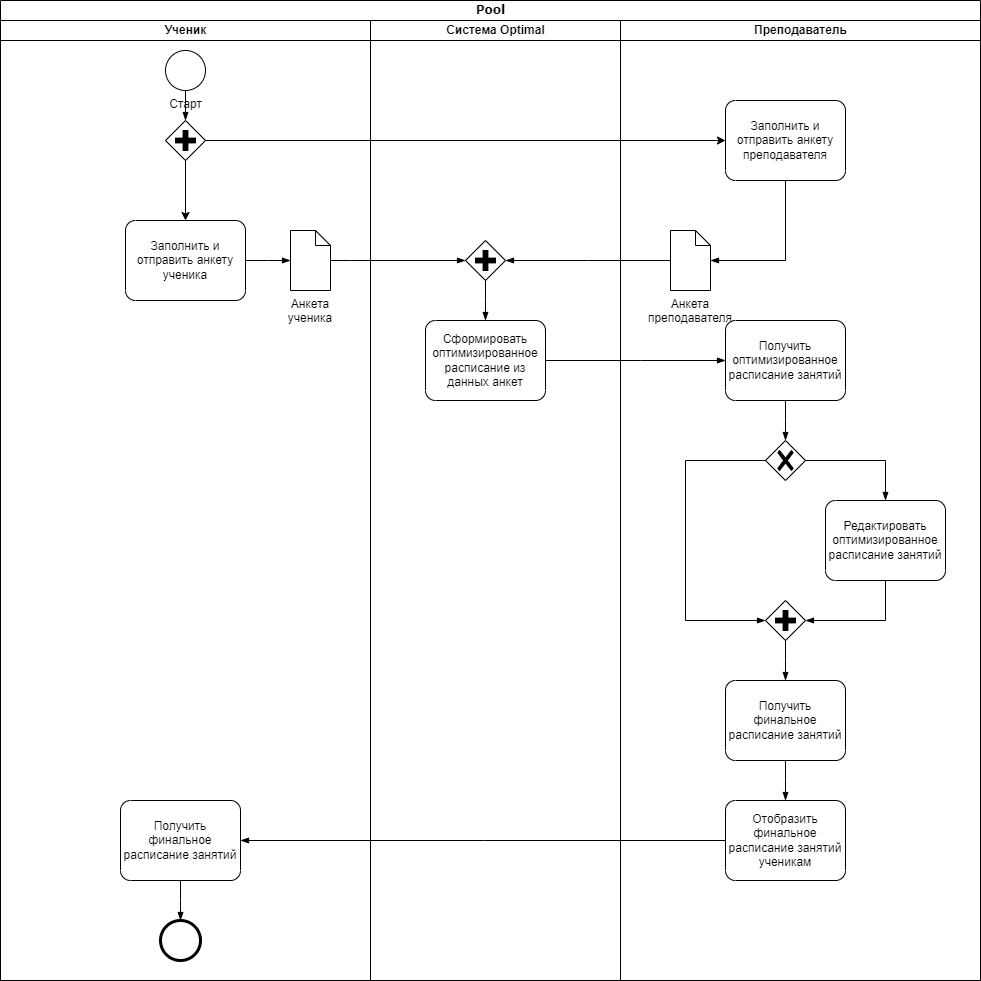 Pool
Ученик
Система Optimal
Преподаватель
Старт
Заполнить и
отправить анкету
преподавателя
Заполнить и
отправить анкету
ученика
Анкета
ученика
Анкета
преподавателя
Сформировать
оптимизированное
расписание из
данных анкет
Получить
оптимизированное
расписание занятий
Редактировать
оптимизированное
расписание занятий
Получить
финальное
расписание занятий
Получить
финальное
расписание занятий
Отобразить
финальное
расписание занятий
ученикам